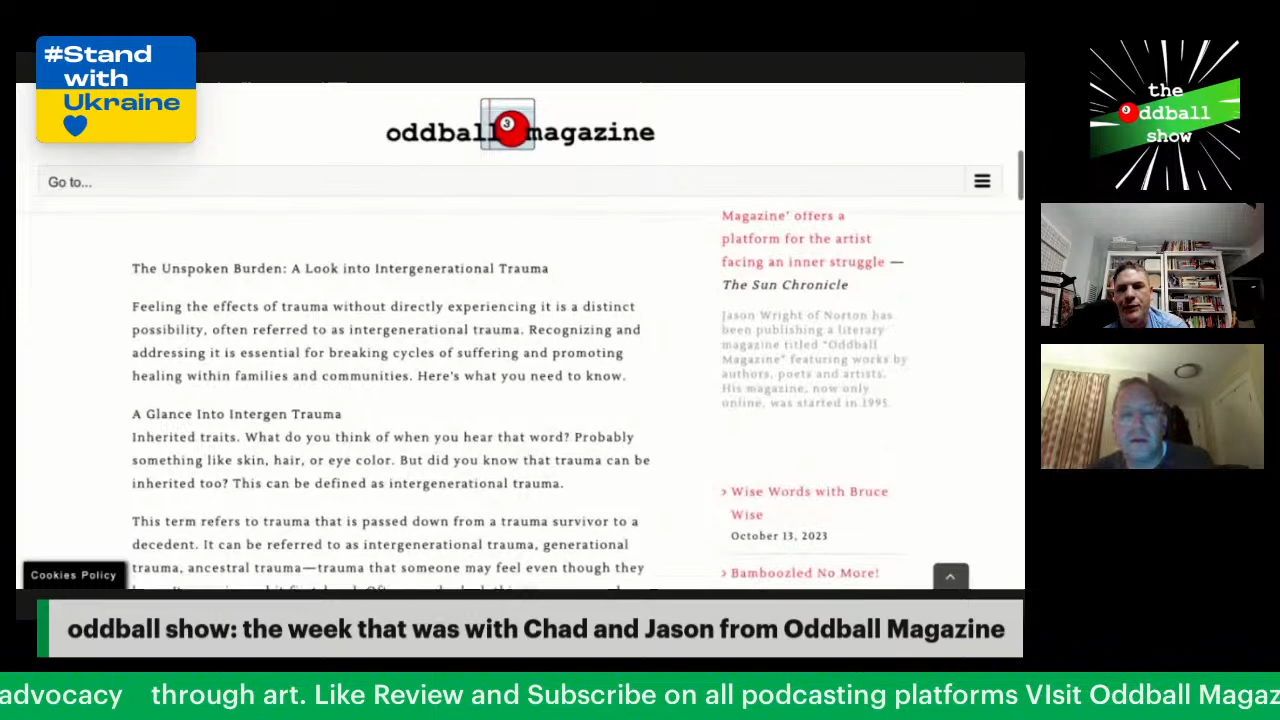 #Stand
with
Ukraine
oddball magazine
3
Go to...
The Unspoken Burden: A Look into Intergenerational Trauma
Feeling the effects of trauma without directly experiencing it is a distinct
possibility, often referred to as intergenerational trauma. Recognizing and
addressing it is essential for breaking cycles of suffering and promoting
healing within families and communities. Here's what you need to know.
A Glance Into Intergen Trauma
Inherited traits. What do you think of when you hear that word? Probably
something like skin, hair, or eye color. But did you know that trauma can be
inherited too? This can be defined as intergenerational trauma.
This term refers to trauma that is passed down from a trauma survivor to a
decedent. It can be referred to as intergenerational trauma, generational
trauma, ancestral trauma—trauma that someone may feel even though they
Magazine' offers a
platform for the artist
facing an inner struggle —
The Sun Chronicle
Jason Wright of Norton has
been publishing a literary
magazine titled "Oddball
Magazine" featuring works by
authors, poets and artists.
His magazine, now only
online, was started in 1995.
› Wise Words with Bruce
Wise
October 13, 2023
› Bamboozled No More!
Cookies Policy
the
3
ddball
show
oddball show: the week that was with Chad and Jason from Oddball Magazine
advocacy through art. Like Review and Subscribe on all podcasting platforms VIsit Oddball Magaz